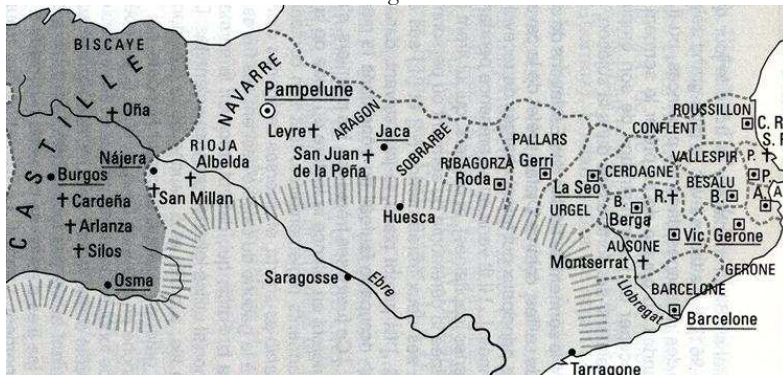 BISCAYE
CASTILLE
Oña
Burgos
Cardeña
Arlanza
Silos
Osma
NAVARRE
Pampelune
Leyre
ARAGON
RIOJA
Albelda
Nájera
San Millan
San Juan
de la Peña
Jaca
SOBRARBE
Huesca
Saragosse
Ebre
RIBAGORZA
Roda
PALLARS
Gerri
La Seo
URGEL
CERDAGNE
CONFLENT
ROUSSILLON
C. R
S. F
VALLESPIR
P.
P.
BESALU
B.
A.
B.
Berga
R.
Vic
Gerone
AUSONE
Montserrat
GERONE
Llobregat
BARCELONE
Barcelone
Tarragone